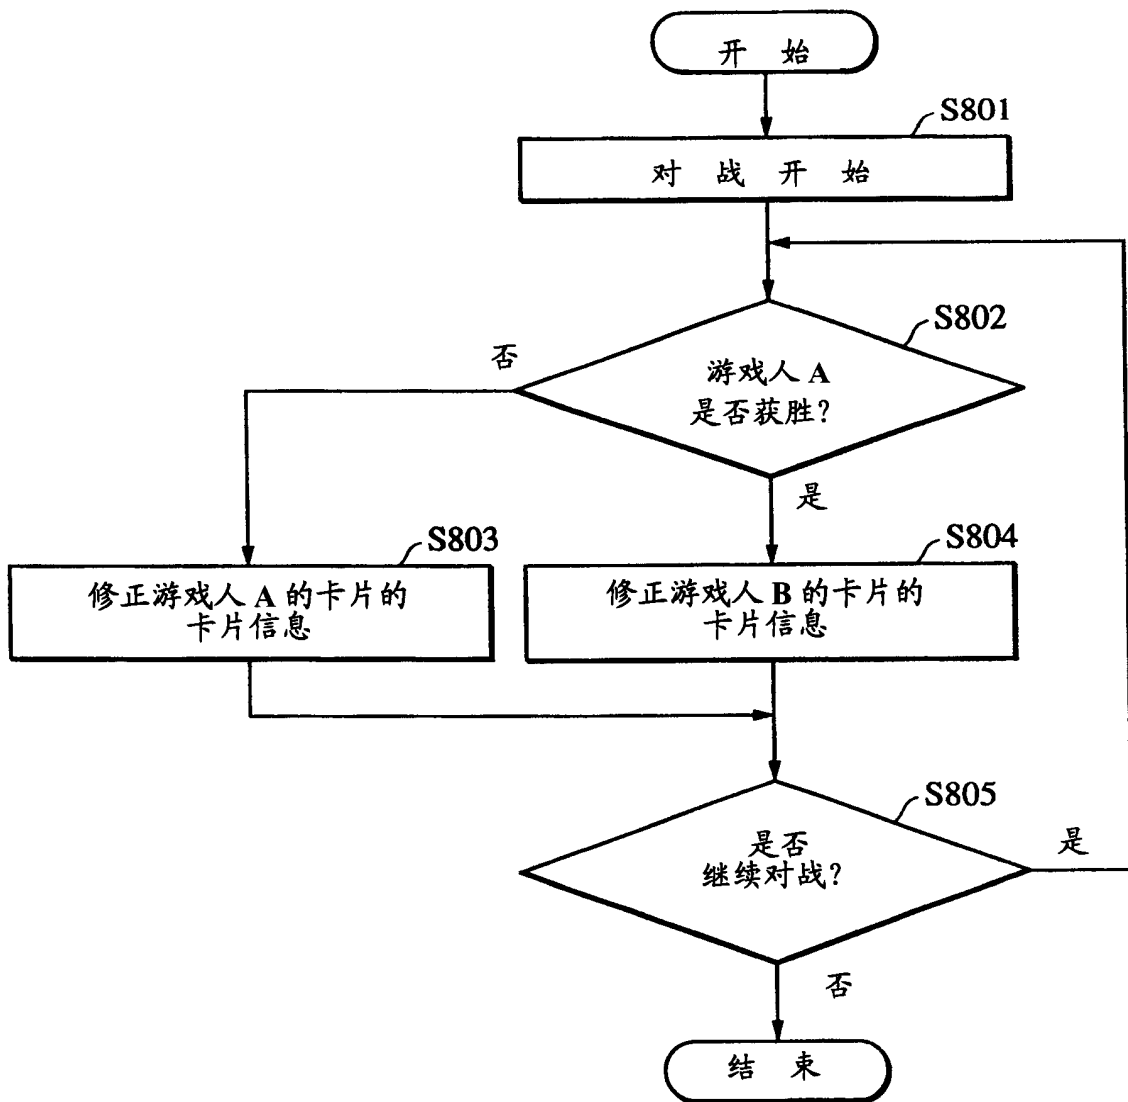 开 始
S801
对 战 开 始
S802
否
游戏人 A
是否获胜？
是
S803
S804
修正游戏人 A 的卡片的
卡片信息
修正游戏人 B 的卡片的
卡片信息
S805
是否
继续对战？
是
否
结 束